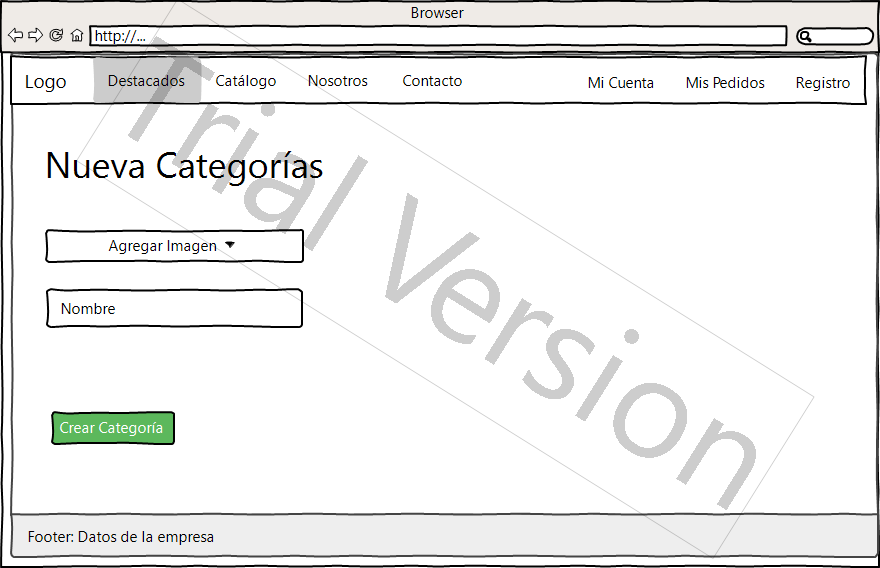 Browser
http://...
Logo Destacados Catálogo Nosotros Contacto Mi Cuenta Mis Pedidos Registro
Nueva Categorías
Agregar Imagen
Nombre
Crear Categoría
Footer: Datos de la empresa
Trial Version